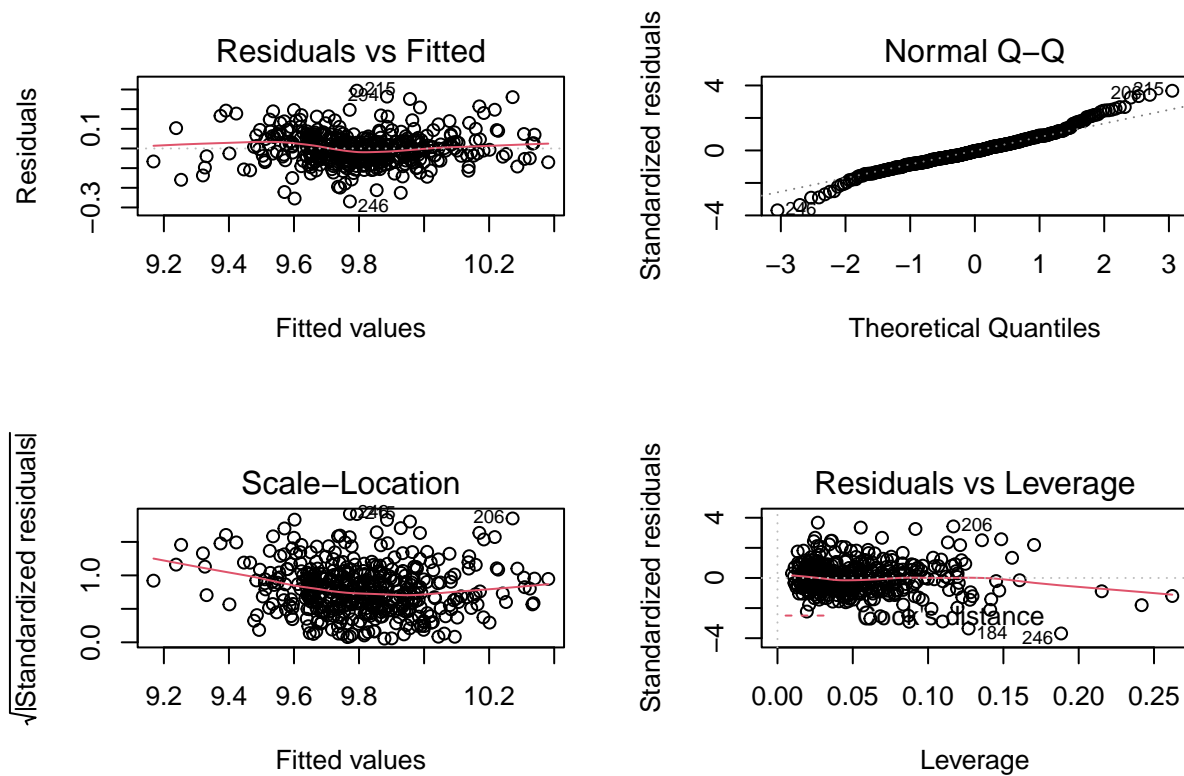 Residuals vs Fitted
Residuals
0.1
−0.3
215
294
246
9.2 9.4 9.6 9.8 10.2
Fitted values
Normal Q−Q
Standardized residuals
4
0
−4
206
215
246
−3 −2 −1 0 1 2 3
Theoretical Quantiles
Scale−Location
√|Standardized residuals|
1.0
0.0
246
206
9.2 9.4 9.6 9.8 10.2
Fitted values
Residuals vs Leverage
Standardized residuals
4
0
−4
206
Cook's distance
184
246
0.00 0.05 0.10 0.15 0.20 0.25
Leverage